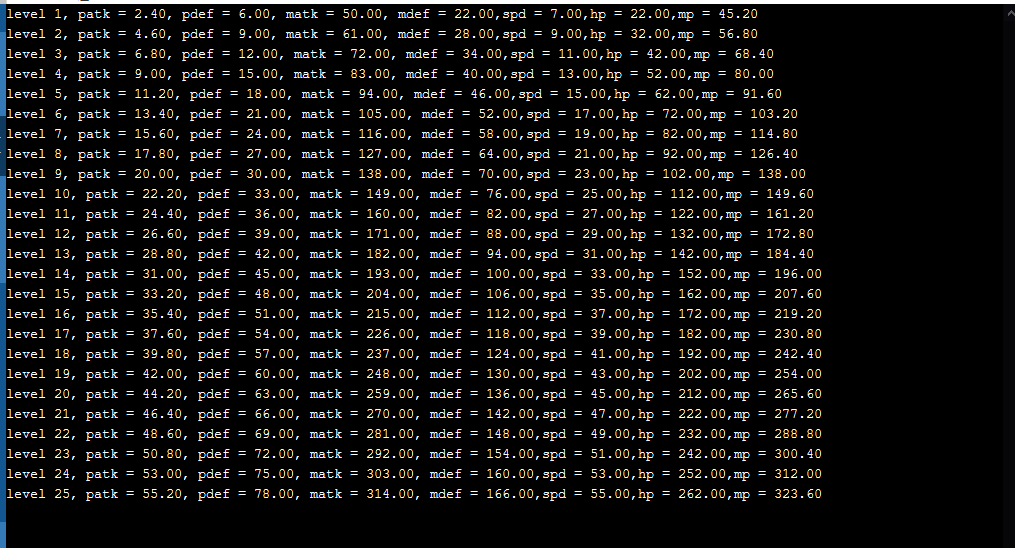 level 1, patk = 2.40, pdef = 6.00, matk = 50.00, mdef = 22.00,spd = 7.00,hp = 22.00,mp = 45.20
level 2, patk = 4.60, pdef = 9.00, matk = 61.00, mdef = 28.00,spd = 9.00,hp = 32.00,mp = 56.80
level 3, patk = 6.80, pdef = 12.00, matk = 72.00, mdef = 34.00,spd = 11.00,hp = 42.00,mp = 68.40
level 4, patk = 9.00, pdef = 15.00, matk = 83.00, mdef = 40.00,spd = 13.00,hp = 52.00,mp = 80.00
level 5, patk = 11.20, pdef = 18.00, matk = 94.00, mdef = 46.00,spd = 15.00,hp = 62.00,mp = 91.60
level 6, patk = 13.40, pdef = 21.00, matk = 105.00, mdef = 52.00,spd = 17.00,hp = 72.00,mp = 103.20
level 7, patk = 15.60, pdef = 24.00, matk = 116.00, mdef = 58.00,spd = 19.00,hp = 82.00,mp = 114.80
level 8, patk = 17.80, pdef = 27.00, matk = 127.00, mdef = 64.00,spd = 21.00,hp = 92.00,mp = 126.40
level 9, patk = 20.00, pdef = 30.00, matk = 138.00, mdef = 70.00,spd = 23.00,hp = 102.00,mp = 138.00
level 10, patk = 22.20, pdef = 33.00, matk = 149.00, mdef = 76.00,spd = 25.00,hp = 112.00,mp = 149.60
level 11, patk = 24.40, pdef = 36.00, matk = 160.00, mdef = 82.00,spd = 27.00,hp = 122.00,mp = 161.20
level 12, patk = 26.60, pdef = 39.00, matk = 171.00, mdef = 88.00,spd = 29.00,hp = 132.00,mp = 172.80
level 13, patk = 28.80, pdef = 42.00, matk = 182.00, mdef = 94.00,spd = 31.00,hp = 142.00,mp = 184.40
level 14, patk = 31.00, pdef = 45.00, matk = 193.00, mdef = 100.00,spd = 33.00,hp = 152.00,mp = 196.00
level 15, patk = 33.20, pdef = 48.00, matk = 204.00, mdef = 106.00,spd = 35.00,hp = 162.00,mp = 207.60
level 16, patk = 35.40, pdef = 51.00, matk = 215.00, mdef = 112.00,spd = 37.00,hp = 172.00,mp = 219.20
level 17, patk = 37.60, pdef = 54.00, matk = 226.00, mdef = 118.00,spd = 39.00,hp = 182.00,mp = 230.80
level 18, patk = 39.80, pdef = 57.00, matk = 237.00, mdef = 124.00,spd = 41.00,hp = 192.00,mp = 242.40
level 19, patk = 42.00, pdef = 60.00, matk = 248.00, mdef = 130.00,spd = 43.00,hp = 202.00,mp = 254.00
level 20, patk = 44.20, pdef = 63.00, matk = 259.00, mdef = 136.00,spd = 45.00,hp = 212.00,mp = 265.60
level 21, patk = 46.40, pdef = 66.00, matk = 270.00, mdef = 142.00,spd = 47.00,hp = 222.00,mp = 277.20
level 22, patk = 48.60, pdef = 69.00, matk = 281.00, mdef = 148.00,spd = 49.00,hp = 232.00,mp = 288.80
level 23, patk = 50.80, pdef = 72.00, matk = 292.00, mdef = 154.00,spd = 51.00,hp = 242.00,mp = 300.40
level 24, patk = 53.00, pdef = 75.00, matk = 303.00, mdef = 160.00,spd = 53.00,hp = 252.00,mp = 312.00
level 25, patk = 55.20, pdef = 78.00, matk = 314.00, mdef = 166.00,spd = 55.00,hp = 262.00,mp = 323.60